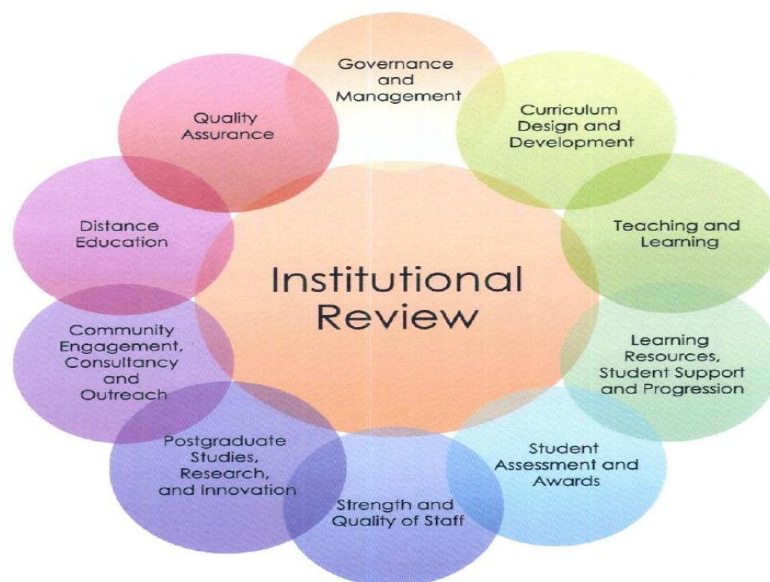 Governance
and
Management
Curriculum
Design and
Development
Teaching and
Learning
Learning
Resources,
Student Support
and Progression
Student
Assessment and
Awards
Strength and
Quality of Staff
Postgraduate
Studies,
Research,
and Innovation
Community
Engagement,
Consultancy
and
Outreach
Distance
Education
Quality
Assurance
Institutional
Review